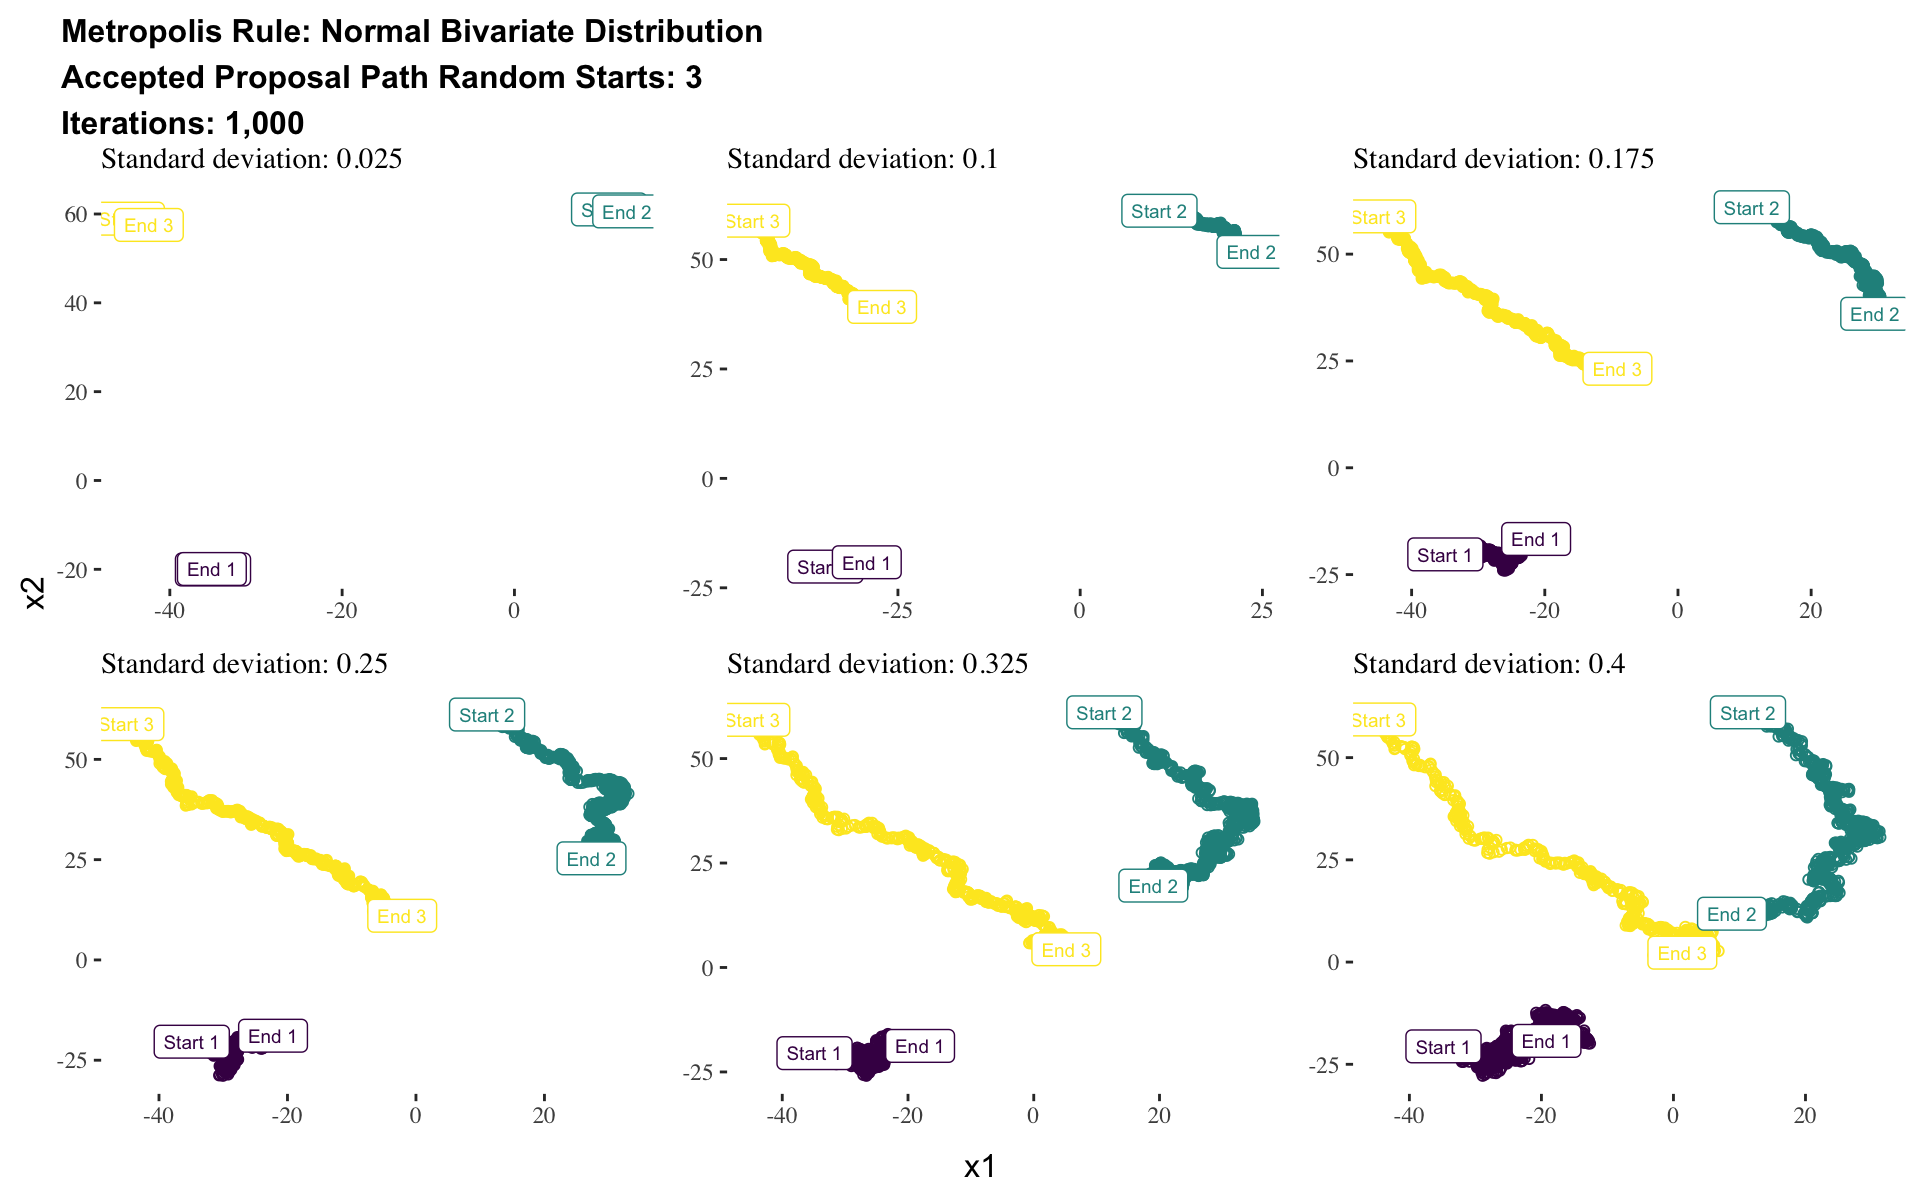 Metropolis Rule: Normal Bivariate Distribution
Accepted Proposal Path Random Starts: 3
Iterations: 1,000
Standard deviation: 0.025
60
40
20
0
-20
-40
-20
0
End 3
End 2
End 1
Standard deviation: 0.1
50
25
0
-25
-25
0
25
Start 3
End 3
Start 2
End 2
End 1
Standard deviation: 0.175
50
25
0
-25
-40
-20
0
20
Start 3
End 3
Start 2
End 2
Start 1
End 1
x2
Standard deviation: 0.25
50
25
0
-25
-40
-20
0
20
Start 3
End 3
Start 2
End 2
Start 1
End 1
Standard deviation: 0.325
50
25
0
-25
-40
-20
0
20
Start 3
End 3
Start 2
End 2
Start 1
End 1
Standard deviation: 0.4
50
25
0
-25
-40
-20
0
20
Start 3
End 3
Start 2
End 2
Start 1
End 1
x1